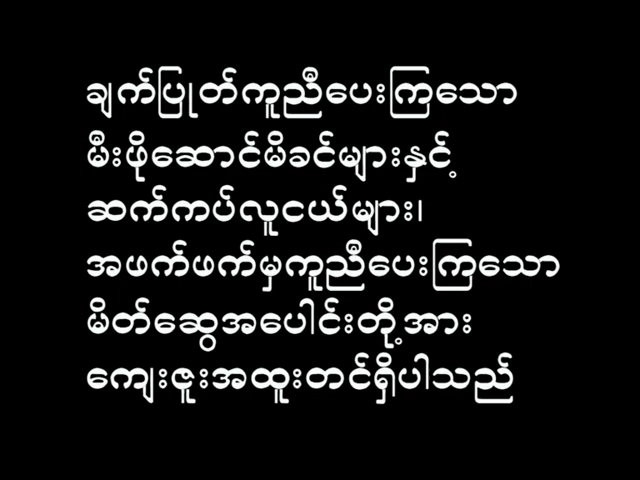 ချက်ပြုတ်ကူညီပေးကြသော
မီးဖိုဆောင်မိခင်များနှင့်
ဆက်ကပ်လူငယ်များ၊
အဖက်ဖက်မှကူညီပေးကြသော
မိတ်ဆွေအပေါင်းတို့အား
ကျေးဇူးအထူးတင်ရှိပါသည်